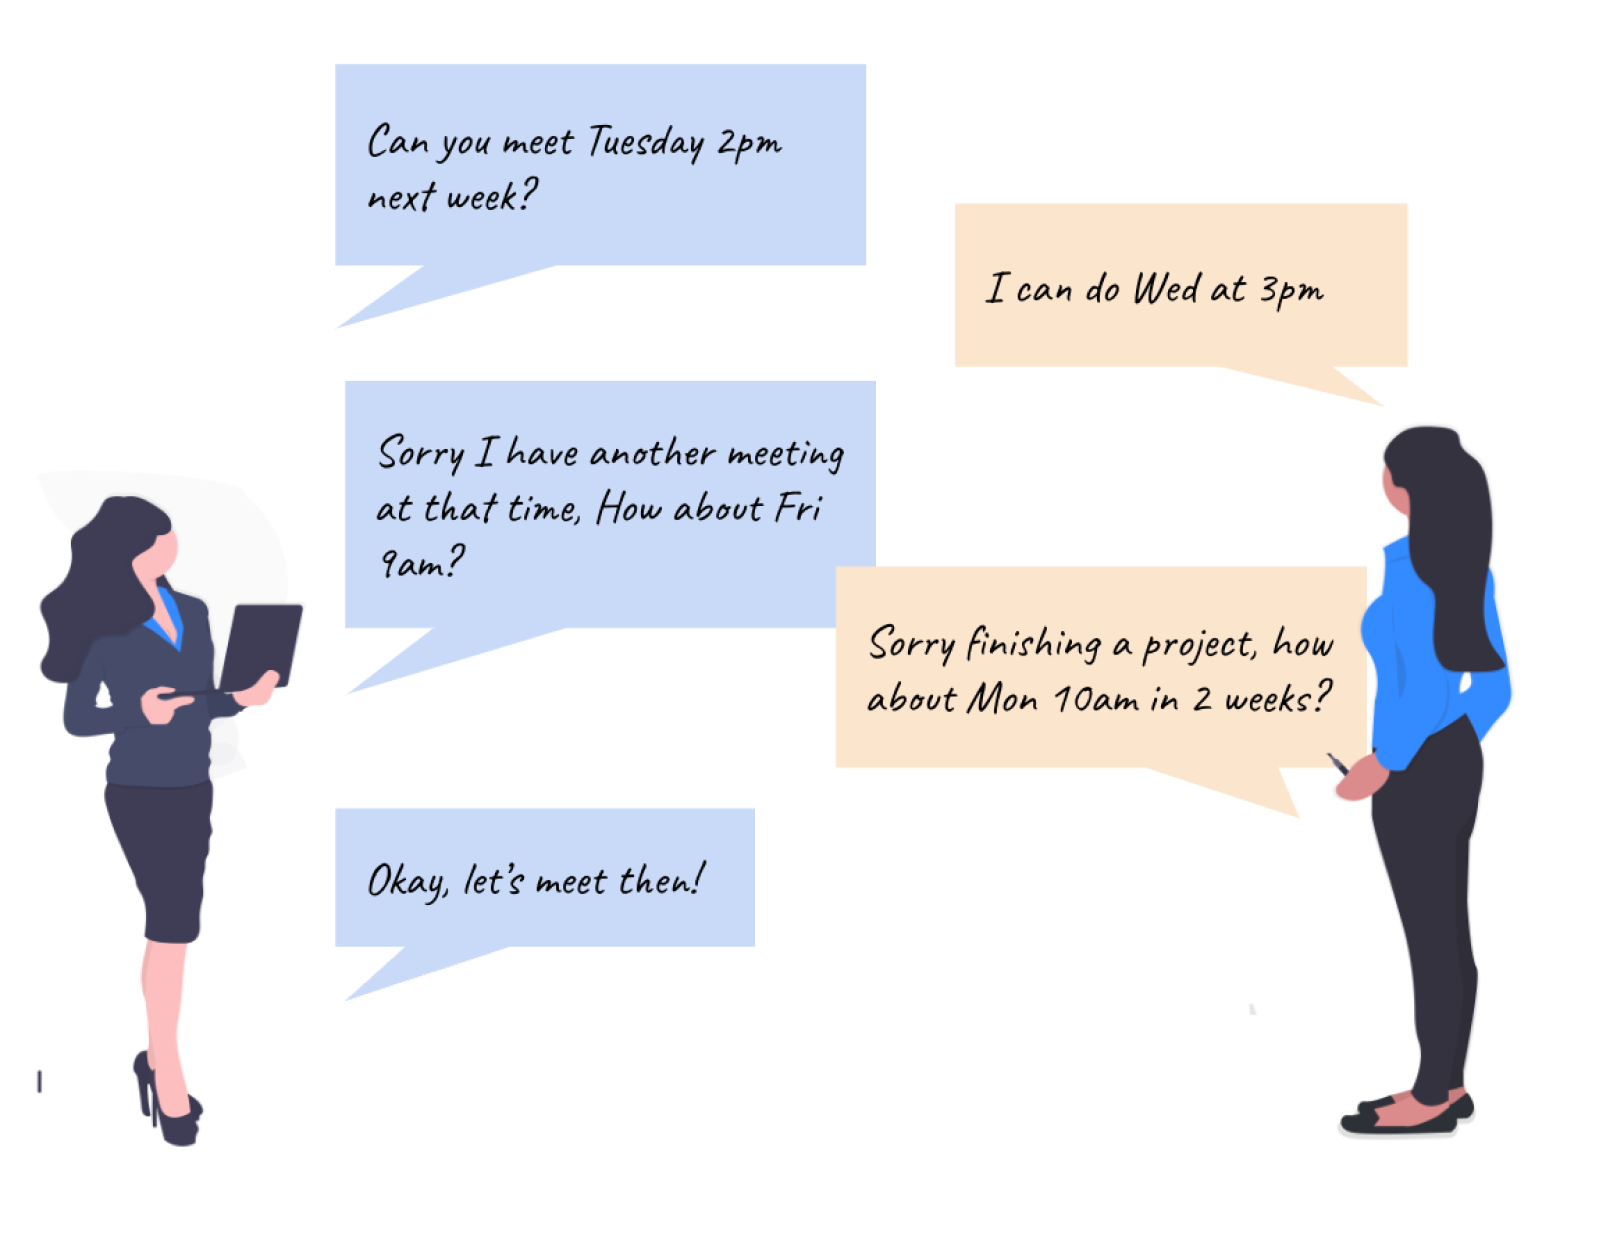 Can you meet Tuesday 2pm
next week?
I can do Wed at 3pm
Sorry I have another meeting
at that time, How about Fri
9am?
Sorry finishing a project, how
about Mon 10am in 2 weeks?
Okay, let's meet then!